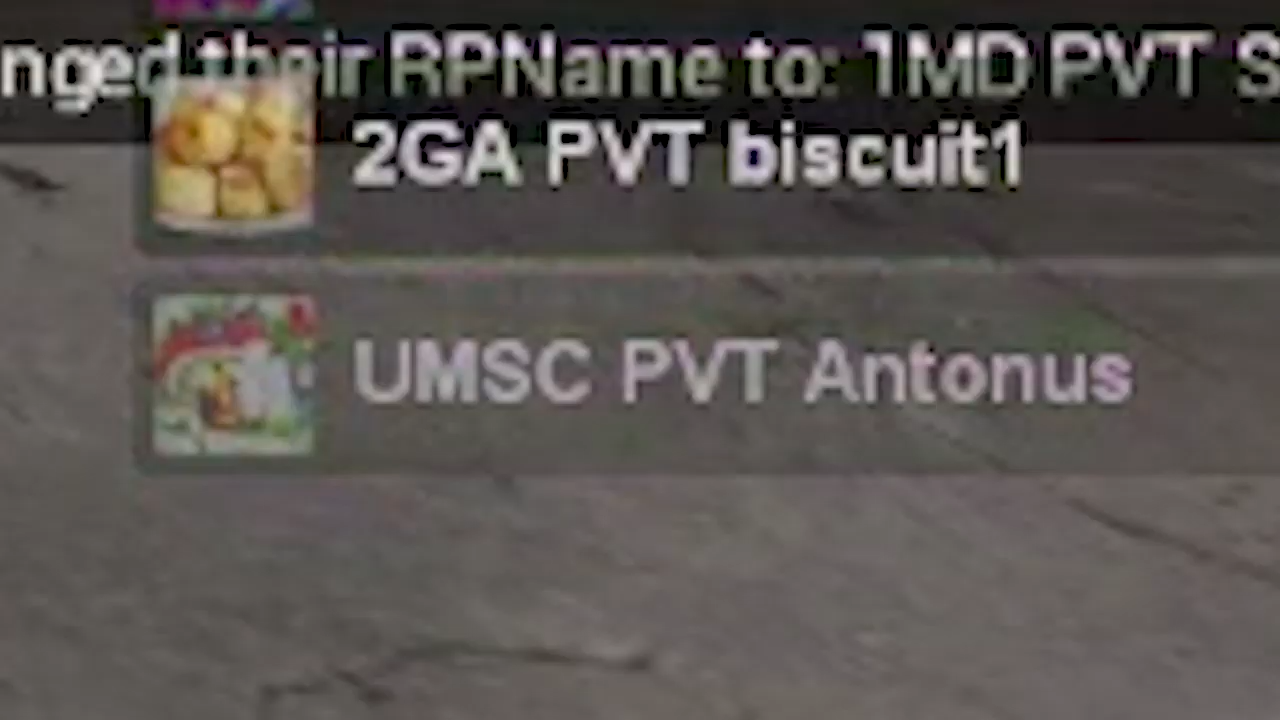 nged their RPName to: 1MD PVT S
2GA PVT biscuit1
UMSC PVT Antonus